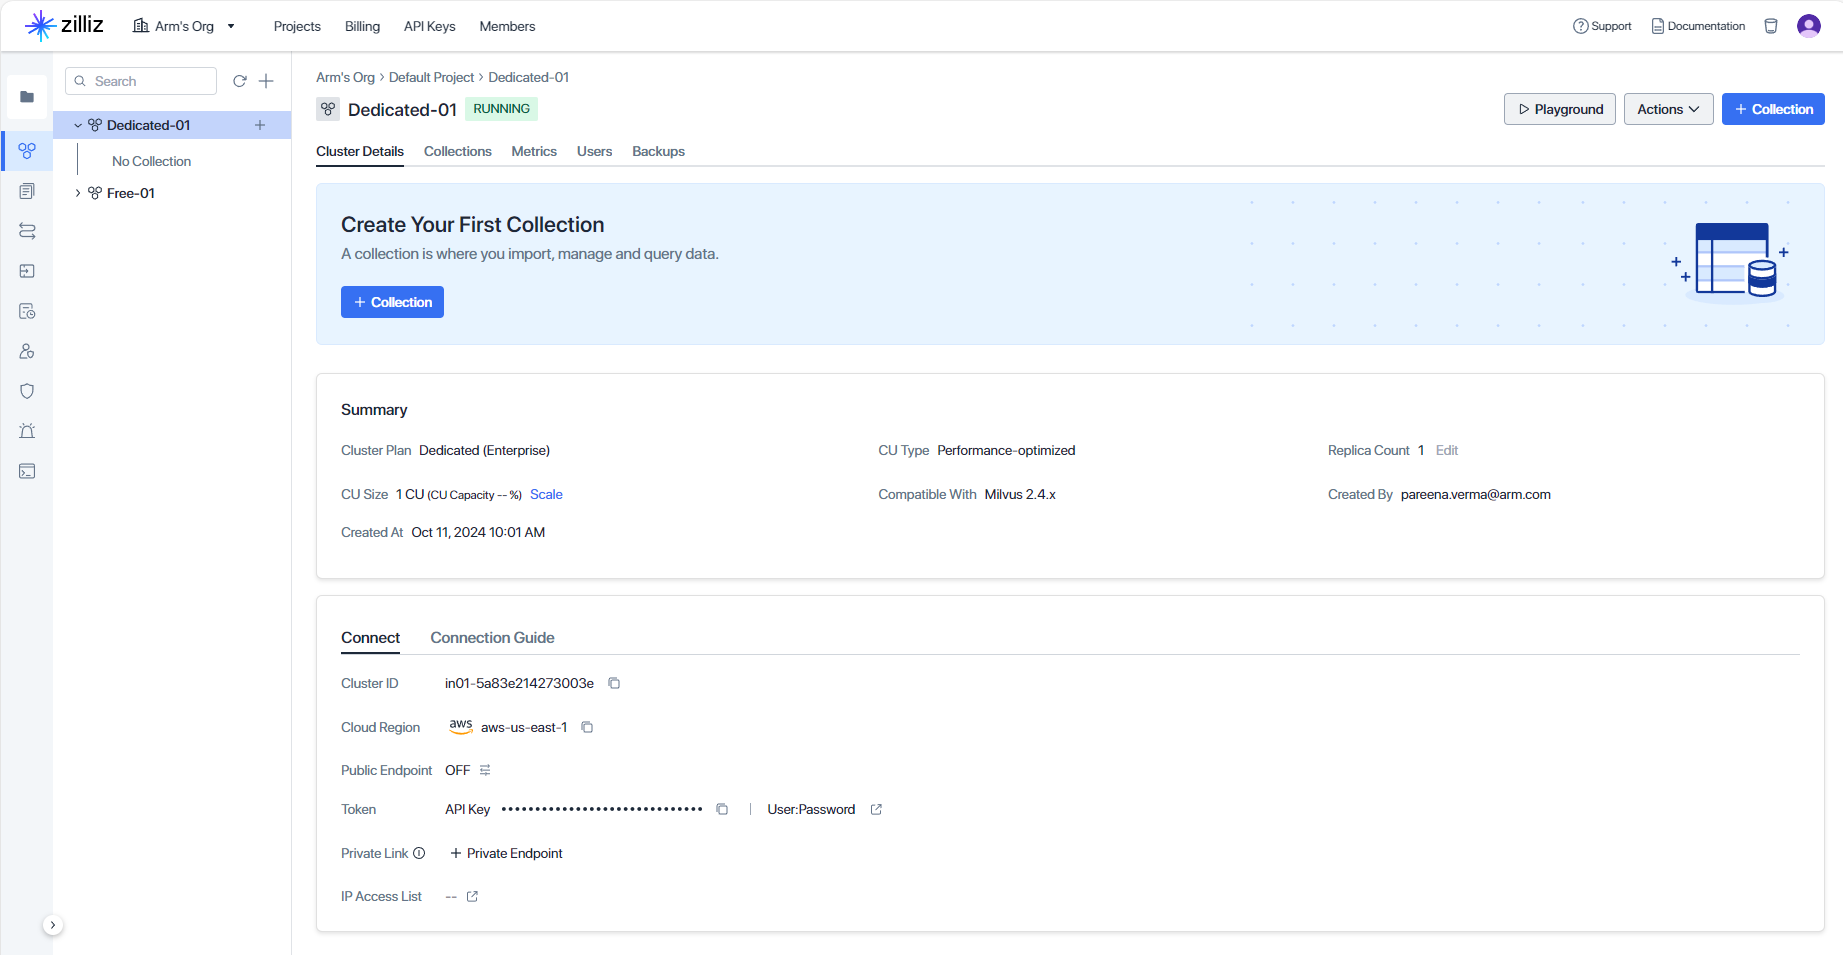 zilliz
Arm's Org
Projects
Billing
API Keys
Members
Support
Documentation
Search
Dedicated-01
No Collection
Free-01
Arm's Org > Default Project > Dedicated-01
Dedicated-01
RUNNING
Playground
Actions
+ Collection
Cluster Details
Collections
Metrics
Users
Backups
Create Your First Collection
A collection is where you import, manage and query data.
+ Collection
Summary
Cluster Plan Dedicated (Enterprise)
CU Type Performance-optimized
Replica Count 1 Edit
CU Size 1 CU (CU Capacity -- %) Scale
Compatible With Milvus 2.4.x
Created By pareena.verma@arm.com
Created At Oct 11, 2024 10:01 AM
Connect
Connection Guide
Cluster ID in01-5a83e214273003e
Cloud Region aws aws-us-east-1
Public Endpoint OFF
Token API Key •••••••••••••••••••••••••••••• | User:Password
Private Link + Private Endpoint
IP Access List --